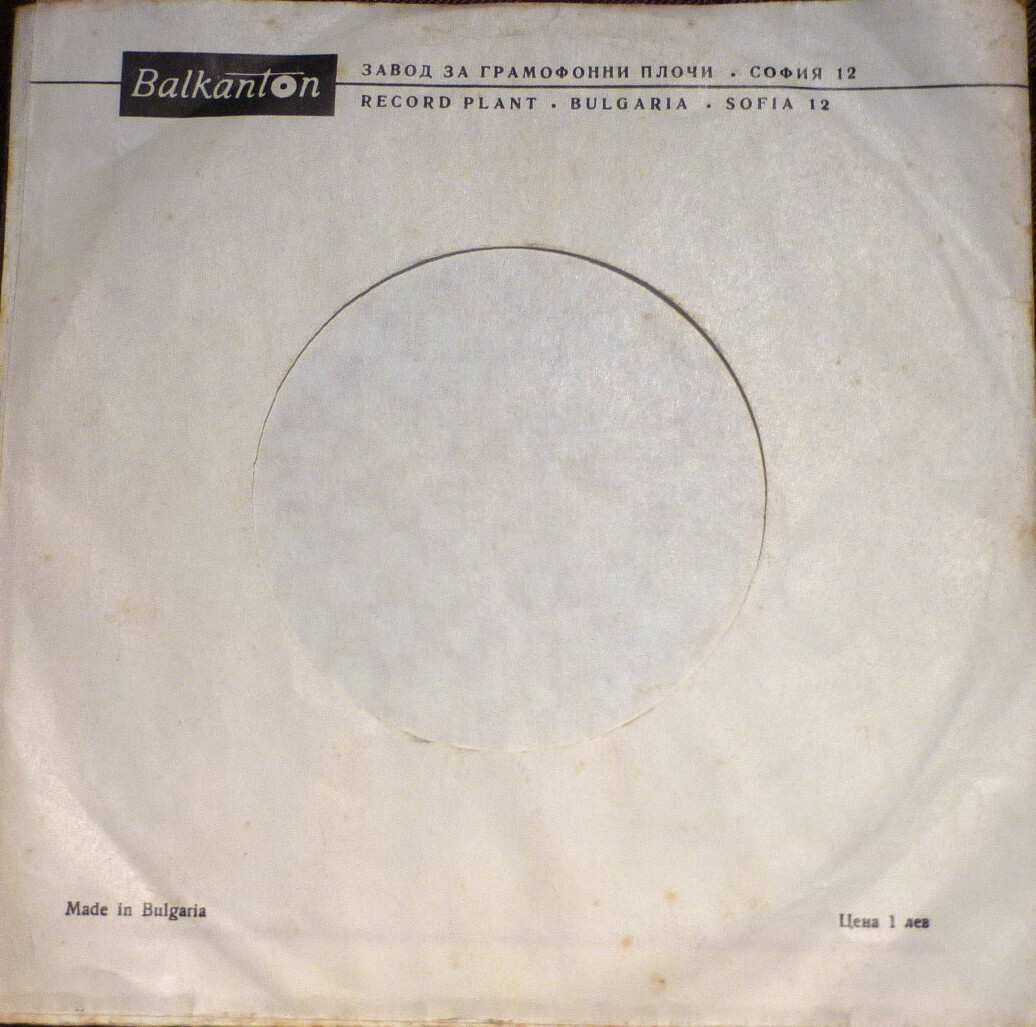 Balkanton
ЗАВОД ЗА ГРАМОФОННИ ПЛОЧИ . СОФИЯ 12
RECORD PLANT . BULGARIA . SOFIA 12
Made in Bulgaria
Цена 1 лев